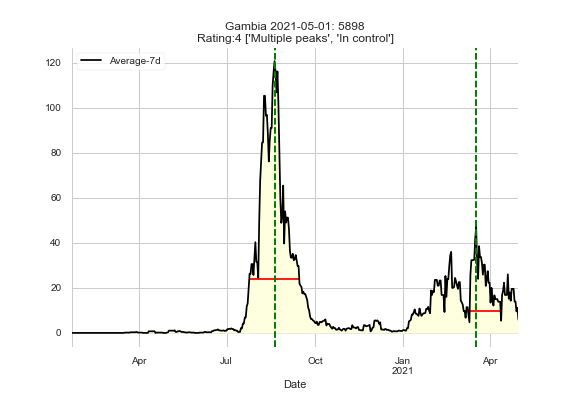 Gambia 2021-05-01: 5898
Rating:4 ['Multiple peaks', 'In control']
Average-7d
120
100
80
60
40
20
0
Apr Jul Oct Jan Apr
2021
Date